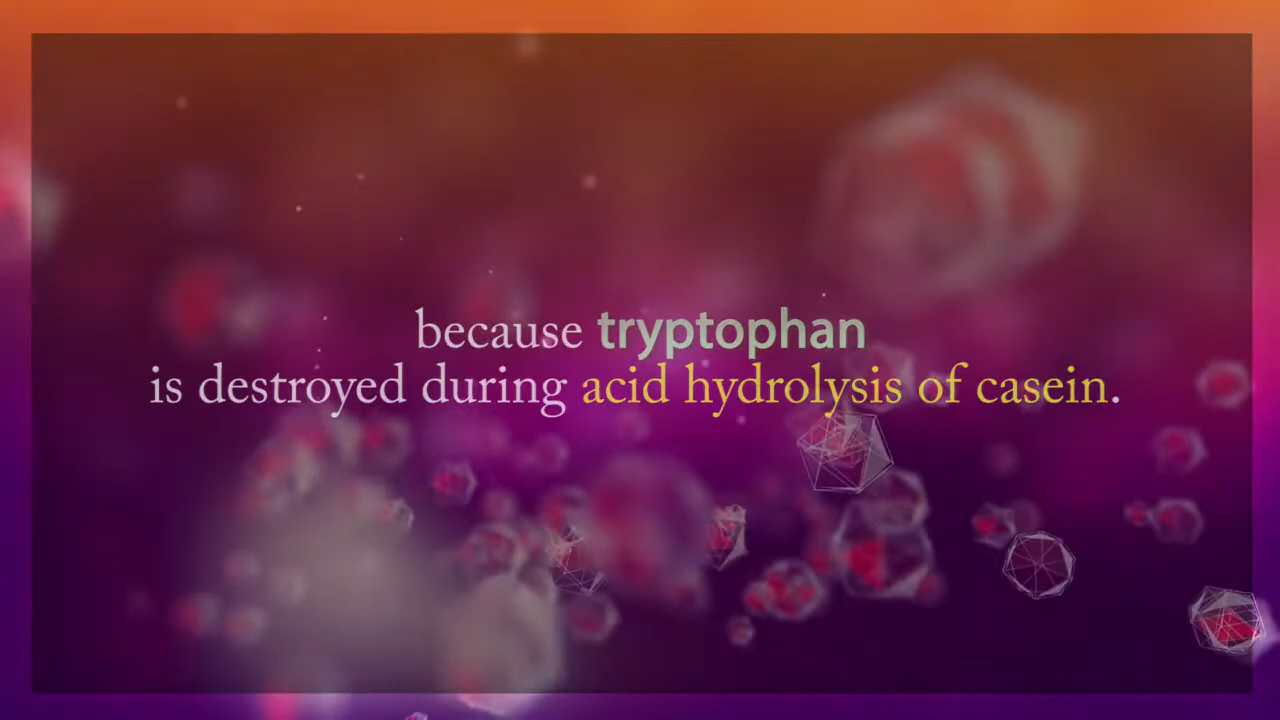 because tryptophan
is destroyed during acid hydrolysis of casein.